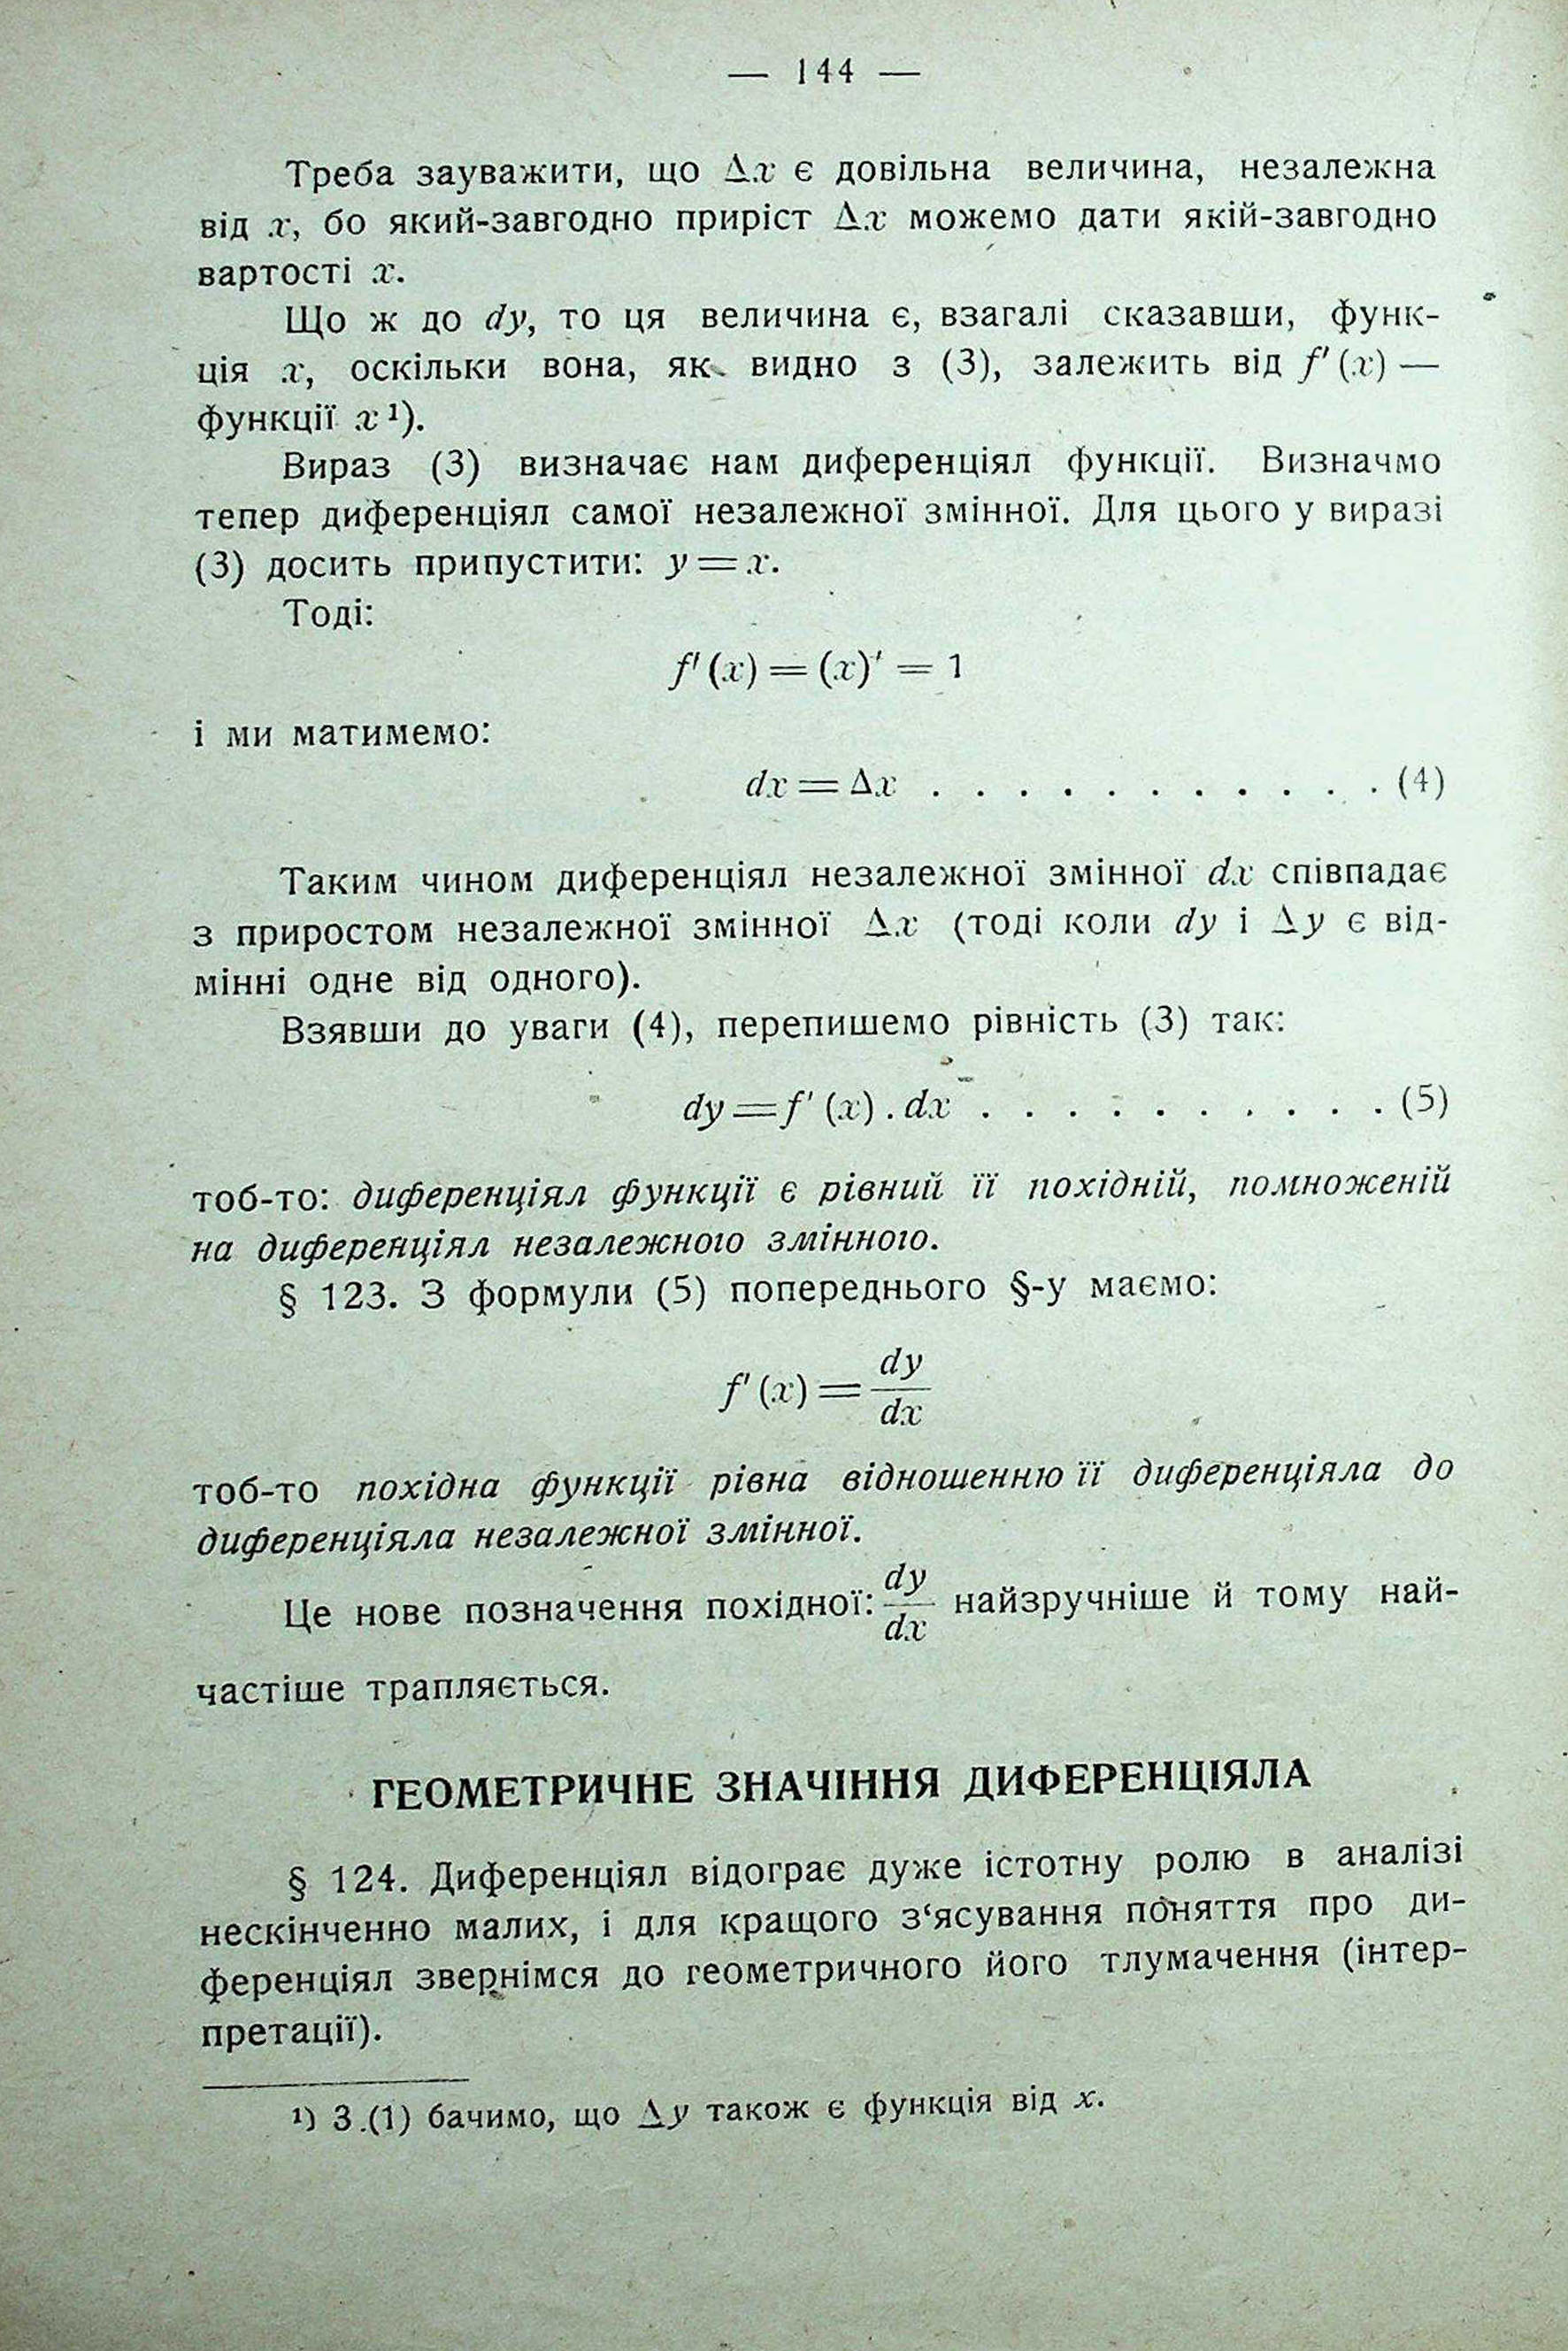 — 144 —
Треба зауважити, що Δx є довільна величина, незалежна
від x, бо який-завгодно приріст Δx можемо дати якій-завгодно
вартості x.
Що ж до dy, то ця величина є, взагалі сказавши, функ-
ція x, оскільки вона, як видно з (3), залежить від f′(x) —
функції x ¹).
Вираз (3) визначає нам диференціял функції. Визначмо
тепер диференціял самої незалежної змінної. Для цього у виразі
(3) досить припустити: y = x.
Тоді:
f′(x) = (x)′ = 1
і ми матимемо:
dx = Δx . . . . . . . . . . . (4)
Таким чином диференціял незалежної змінної dx співпадає
з приростом незалежної змінної Δx (тоді коли dy і Δy є від-
мінні одне від одного).
Взявши до уваги (4), перепишемо рівність (3) так:
dy = f′(x) . dx . . . . . . . . . . (5)
тоб-то: диференціял функції є рівний її похідній, помноженій
на диференціял незалежного змінного.
§ 123. З формули (5) попереднього §-у маємо:
f′(x) = dy/dx
тоб-то похідна функції рівна відношенню її диференціяла до
диференціяла незалежної змінної.
Це нове позначення похідної: dy/dx найзручніше й тому най-
частіше трапляється.
ГЕОМЕТРИЧНЕ ЗНАЧІННЯ ДИФЕРЕНЦІЯЛА
§ 124. Диференціял відограє дуже істотну ролю в аналізі
нескінченно малих, і для кращого з‘ясування поняття про ди-
ференціял звернімся до геометричного його тлумачення (інтер-
претації).
¹) З (1) бачимо, що Δy також є функція від x.